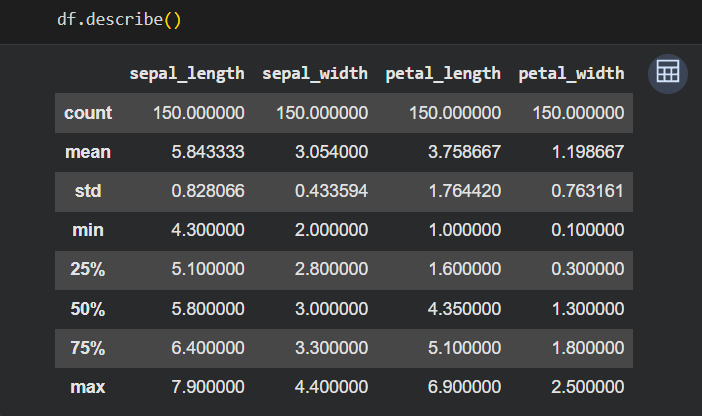 df.describe()
sepal_length sepal_width petal_length petal_width
count 150.000000 150.000000 150.000000 150.000000
mean 5.843333 3.054000 3.758667 1.198667
std 0.828066 0.433594 1.764420 0.763161
min 4.300000 2.000000 1.000000 0.100000
25% 5.100000 2.800000 1.600000 0.300000
50% 5.800000 3.000000 4.350000 1.300000
75% 6.400000 3.300000 5.100000 1.800000
max 7.900000 4.400000 6.900000 2.500000